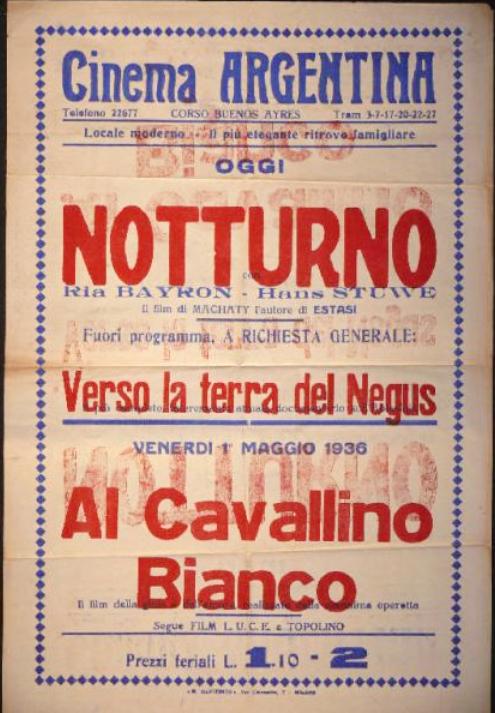 Cinema ARGENTINA
Telefono 22677 CORSO BUENOS AYRES Tram 3-7-17-20-22-27
Locale moderno - Il più elegante ritrovo famigliare
OGGI
NOTTURNO
con
Ria BAYRON - Hans STUWE
Il film di MACHATY l'autore di ESTASI
Fuori programma, A RICHIESTA GENERALE:
Verso la terra del Negus
VENERDI 1° MAGGIO 1936
Al Cavallino
Bianco
Il film della operetta
Segue FILM L. U. C. E. e TOPOLINO
Prezzi feriali L. 1.10 - 2